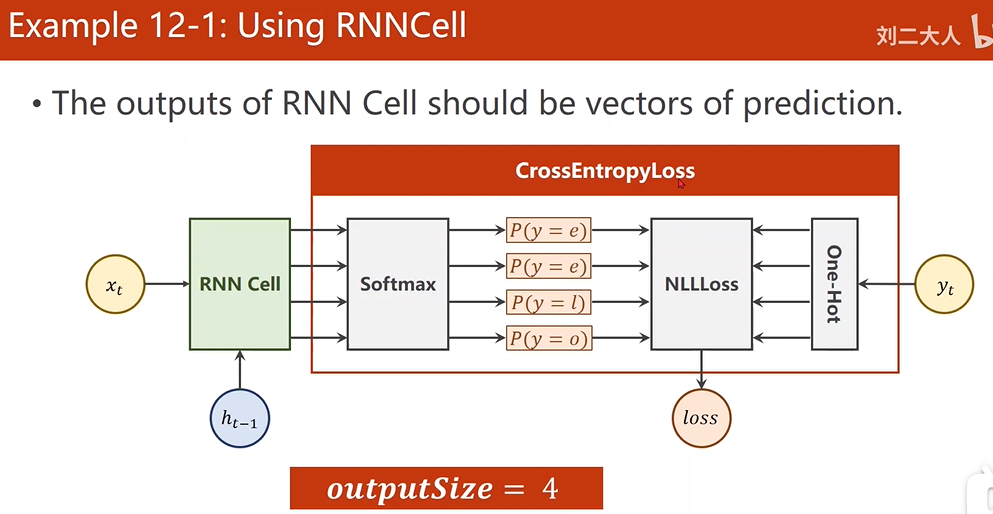 Example 12-1: Using RNNCell
刘二大人
• The outputs of RNN Cell should be vectors of prediction.
CrossEntropyLoss
x_t
RNN Cell
Softmax
P(y = e)
P(y = e)
P(y = l)
P(y = o)
NLLLoss
One-Hot
y_t
h_{t−1}
loss
outputSize = 4